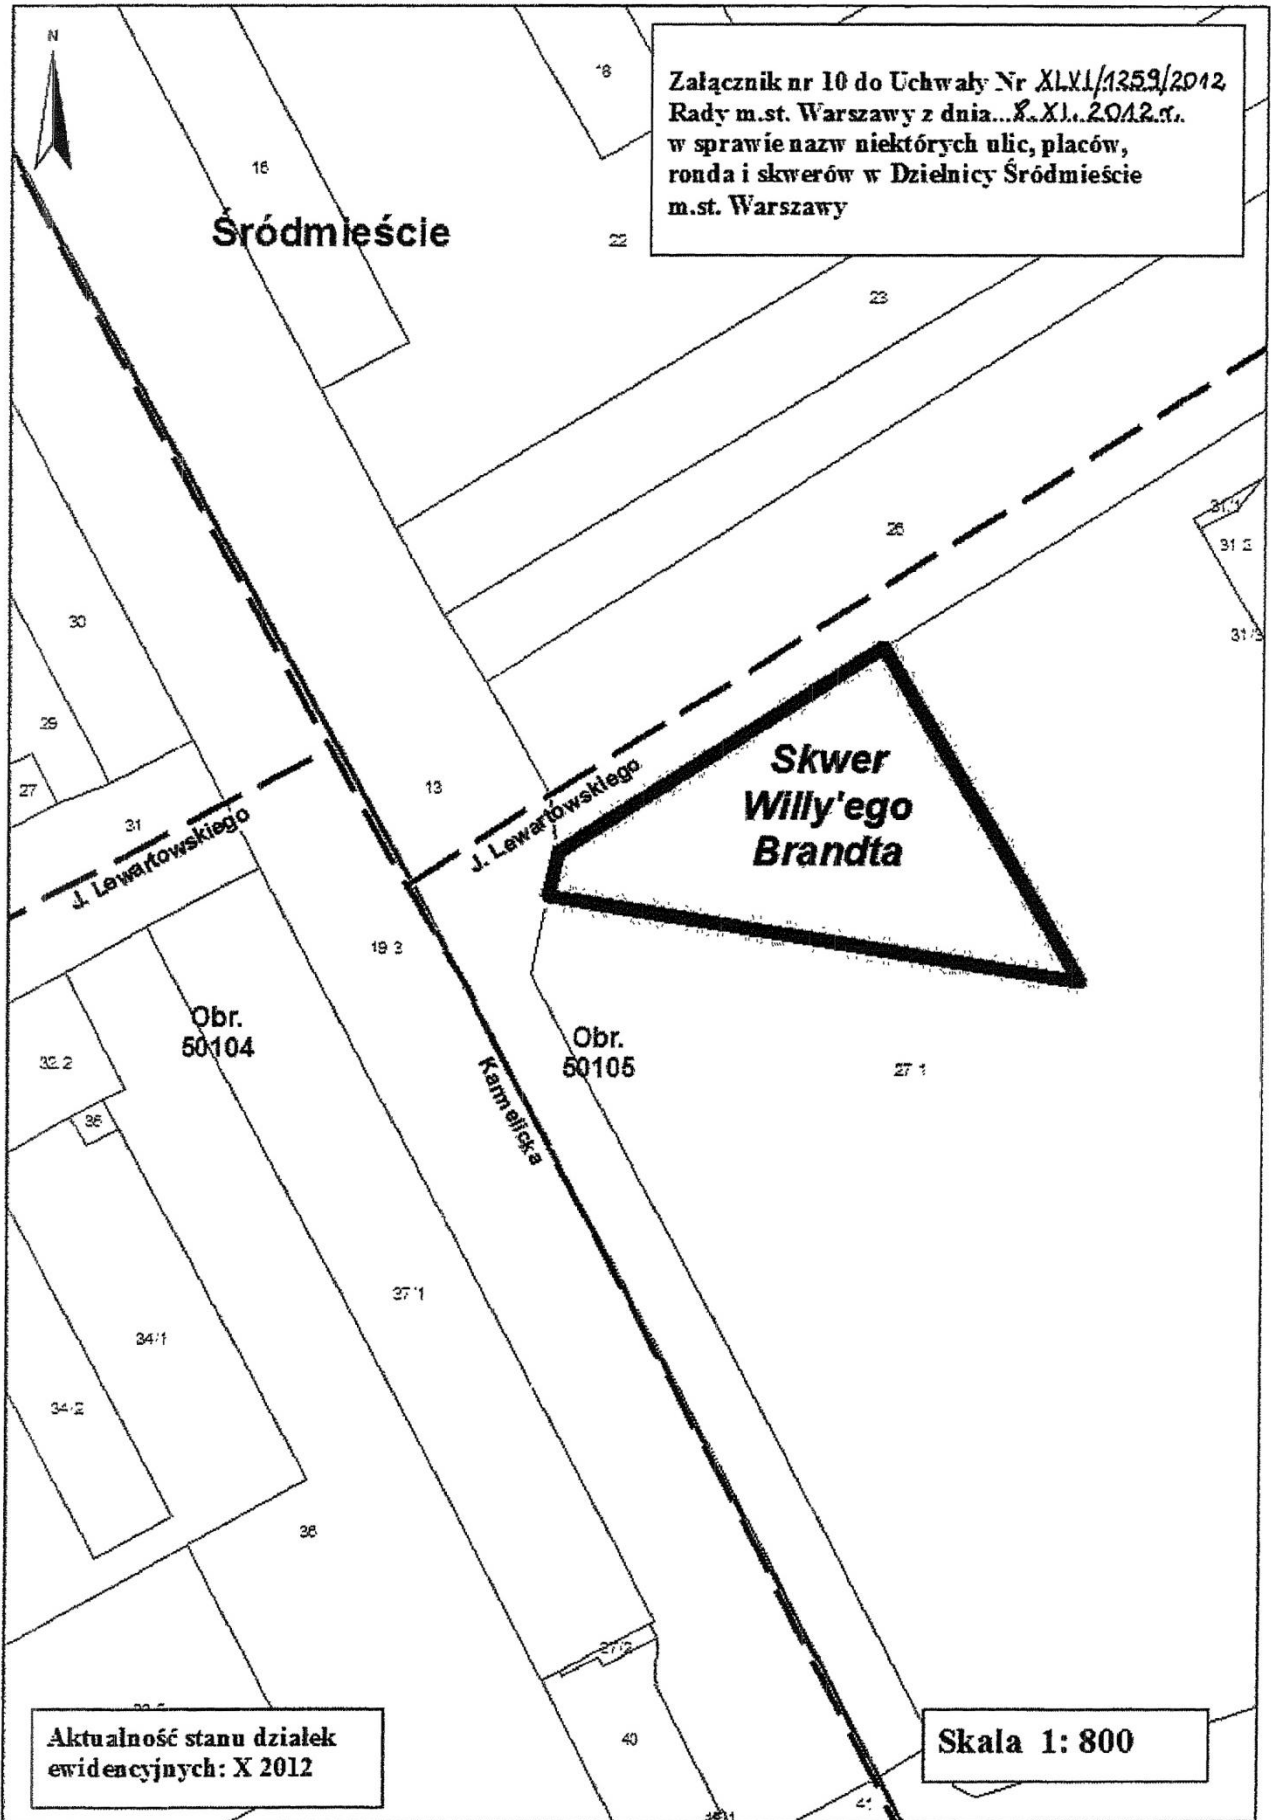 N
Załącznik nr 10 do Uchwały Nr XLVI/1259/2012
Rady m.st. Warszawy z dnia...8.XI.2012.r.
w sprawie nazw niektórych ulic, placów,
ronda i skwerów w Dzielnicy Śródmieście
m.st. Warszawy
18
16
Śródmieście
22
23
26
31/1
31/2
31/3
30
29
27
31
J. Lewartowskiego
13
J. Lewartowskiego
Skwer
Willy'ego
Brandta
19/3
Obr.
50104
Obr.
50105
32/2
27/1
Karmelicka
37/1
34/1
34/2
36
40
41
Aktualność stanu działek
ewidencyjnych: X 2012
Skala 1: 800